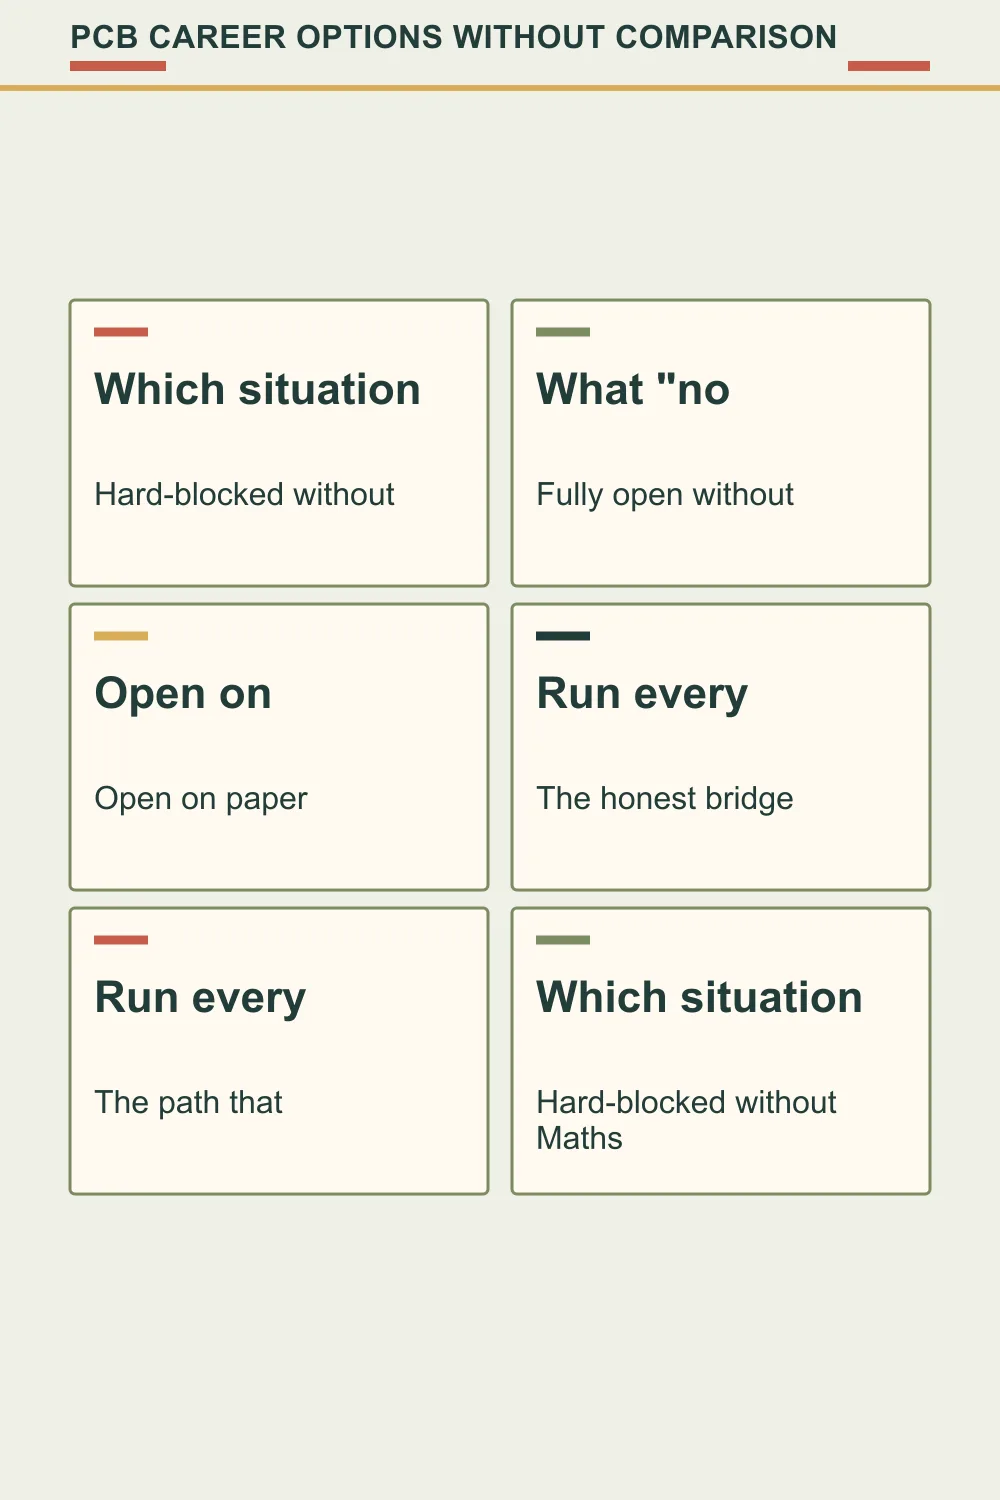 PCB CAREER OPTIONS WITHOUT COMPARISON
Which situation
Hard-blocked without
What "no
Fully open without
Open on
Open on paper
Run every
The honest bridge
Run every
The path that
Which situation
Hard-blocked without
Maths